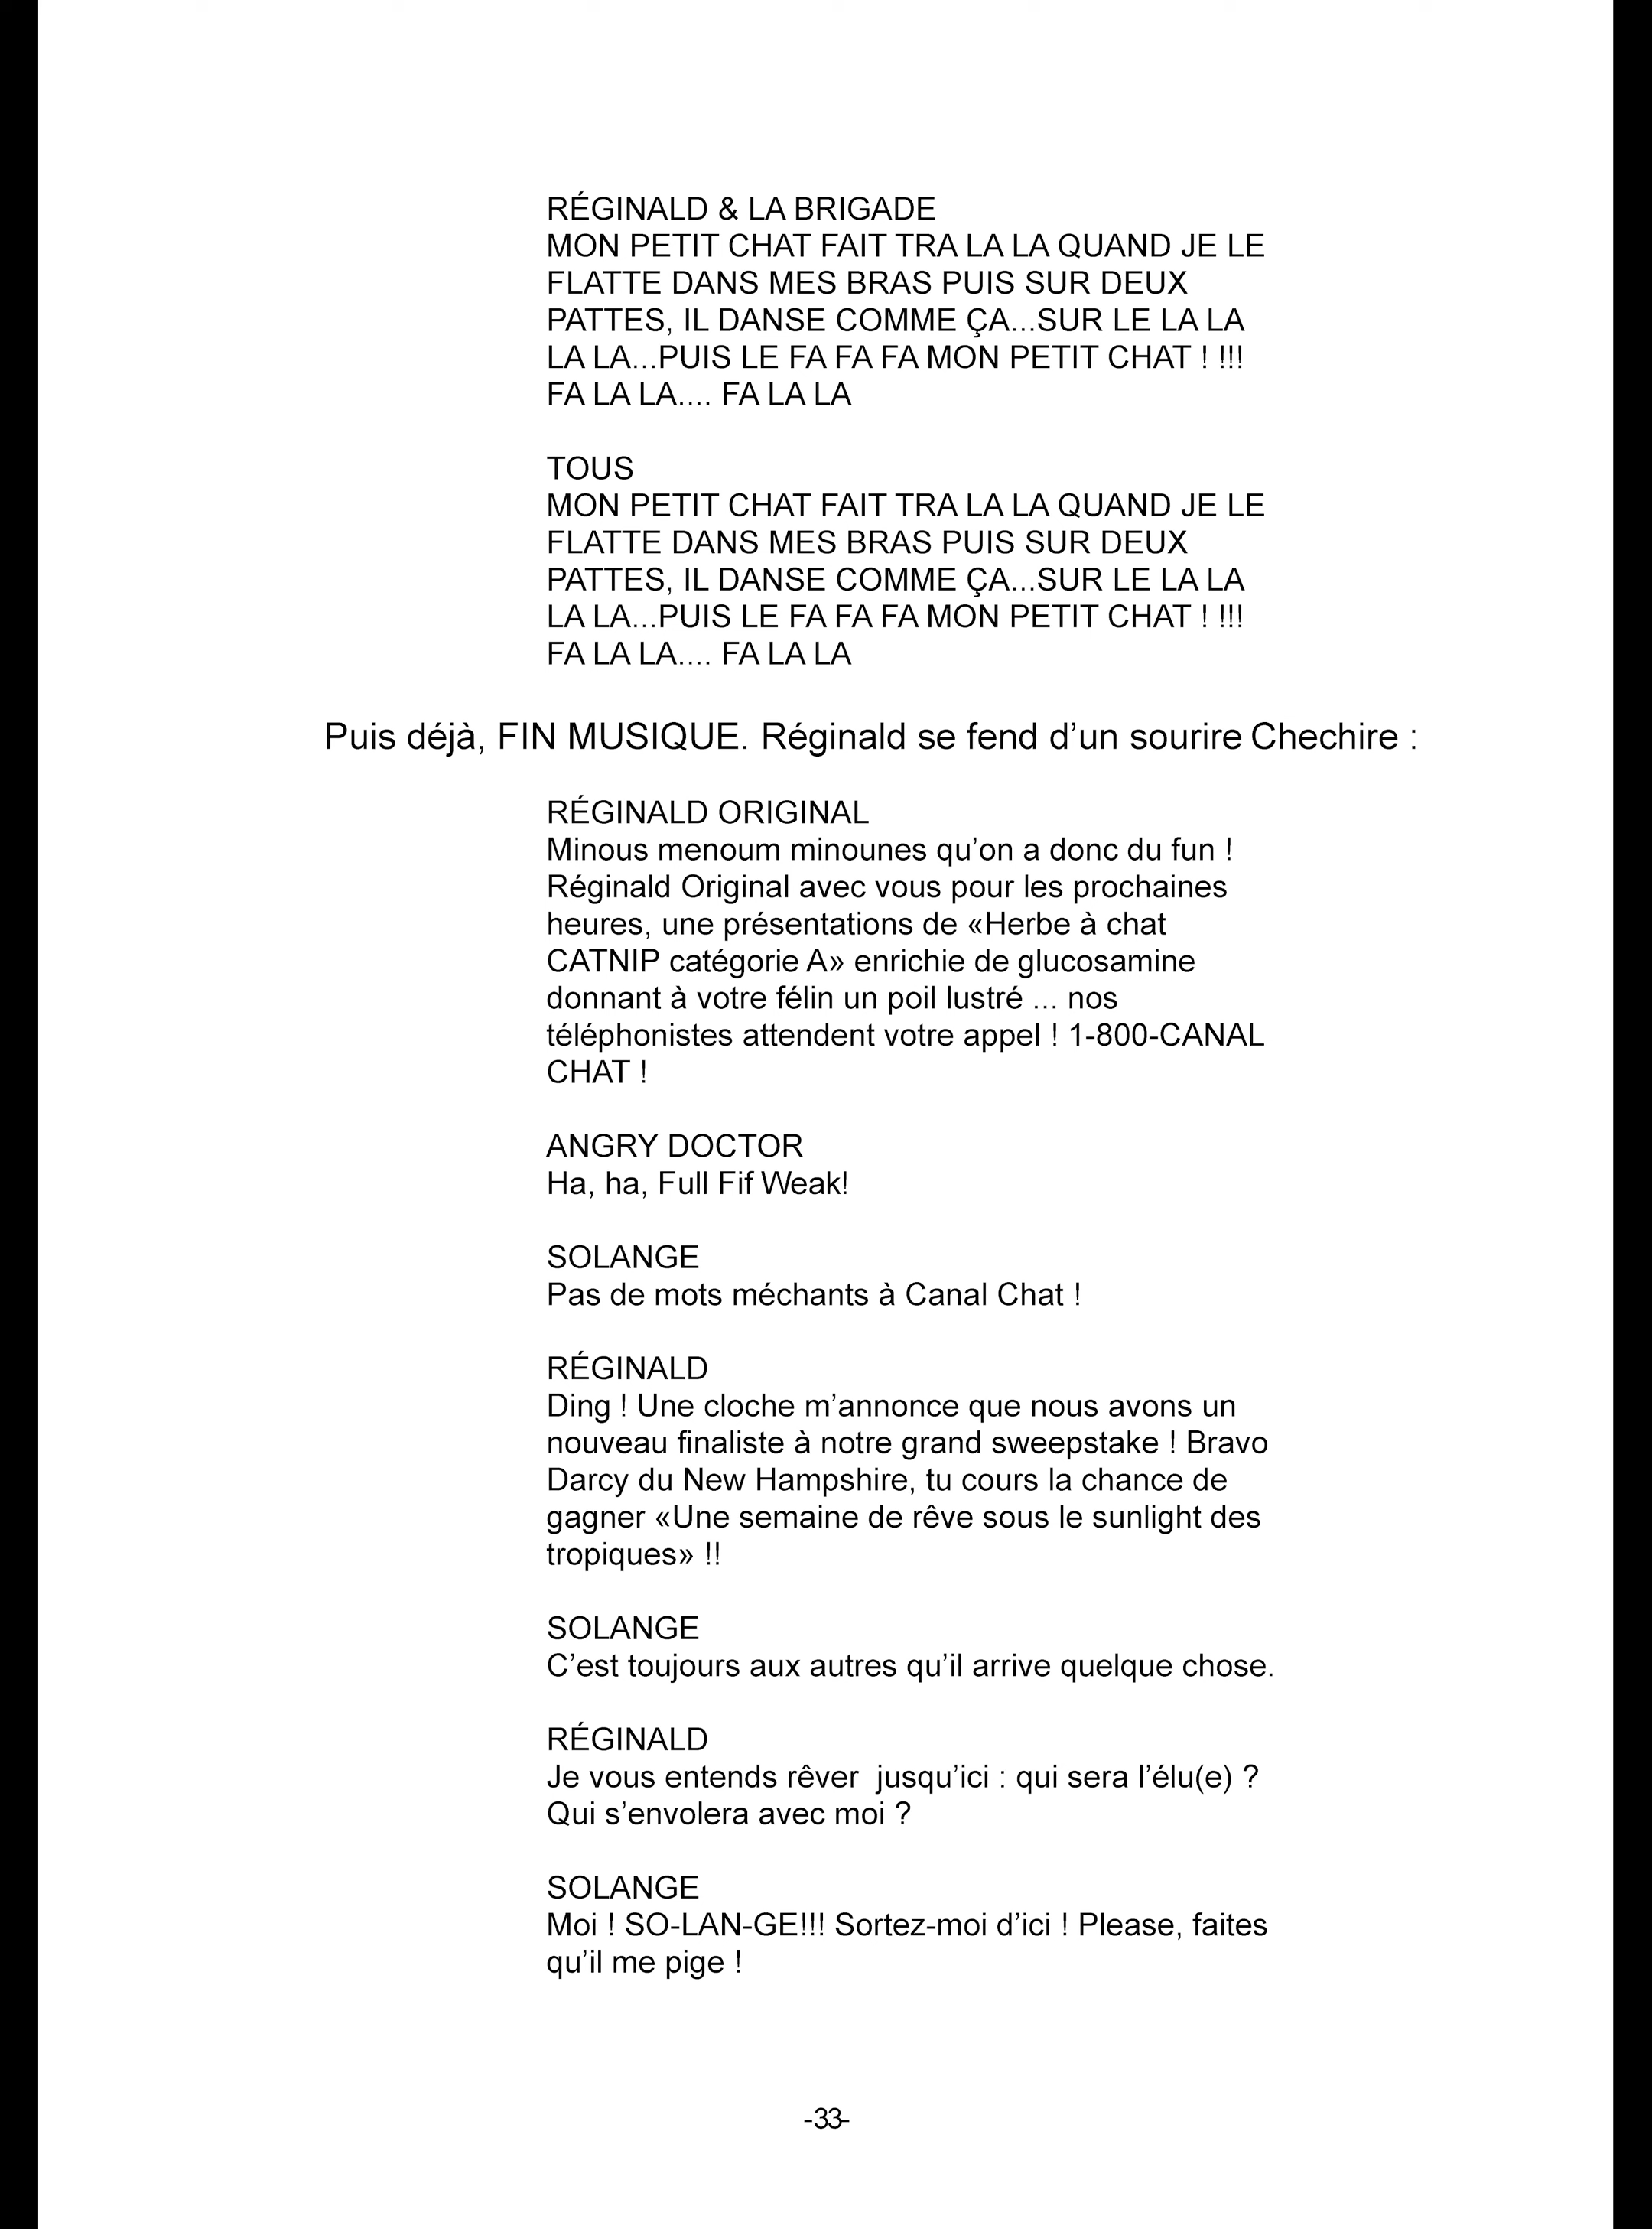 RÉGINALD & LA BRIGADE
MON PETIT CHAT FAIT TRA LA LA QUAND JE LE
FLATTE DANS MES BRAS PUIS SUR DEUX
PATTES, IL DANSE COMME ÇA...SUR LE LA LA
LA LA...PUIS LE FA FA FA MON PETIT CHAT ! !!!
FA LA LA.... FA LA LA
TOUS
MON PETIT CHAT FAIT TRA LA LA QUAND JE LE
FLATTE DANS MES BRAS PUIS SUR DEUX
PATTES, IL DANSE COMME ÇA...SUR LE LA LA
LA LA...PUIS LE FA FA FA MON PETIT CHAT ! !!!
FA LA LA.... FA LA LA
Puis déjà, FIN MUSIQUE. Réginald se fend d’un sourire Chechire :
RÉGINALD ORIGINAL
Minous menoum minounes qu’on a donc du fun !
Réginald Original avec vous pour les prochaines
heures, une présentations de «Herbe à chat
CATNIP catégorie A» enrichie de glucosamine
donnant à votre félin un poil lustré ... nos
téléphonistes attendent votre appel ! 1-800-CANAL
CHAT !
ANGRY DOCTOR
Ha, ha, Full Fif Weak!
SOLANGE
Pas de mots méchants à Canal Chat !
RÉGINALD
Ding ! Une cloche m’annonce que nous avons un
nouveau finaliste à notre grand sweepstake ! Bravo
Darcy du New Hampshire, tu cours la chance de
gagner «Une semaine de rêve sous le sunlight des
tropiques» !!
SOLANGE
C’est toujours aux autres qu’il arrive quelque chose.
RÉGINALD
Je vous entends rêver  jusqu’ici : qui sera l’élu(e) ?
Qui s’envolera avec moi ?
SOLANGE
Moi ! SO-LAN-GE!!! Sortez-moi d’ici ! Please, faites
qu’il me pige !
-33-